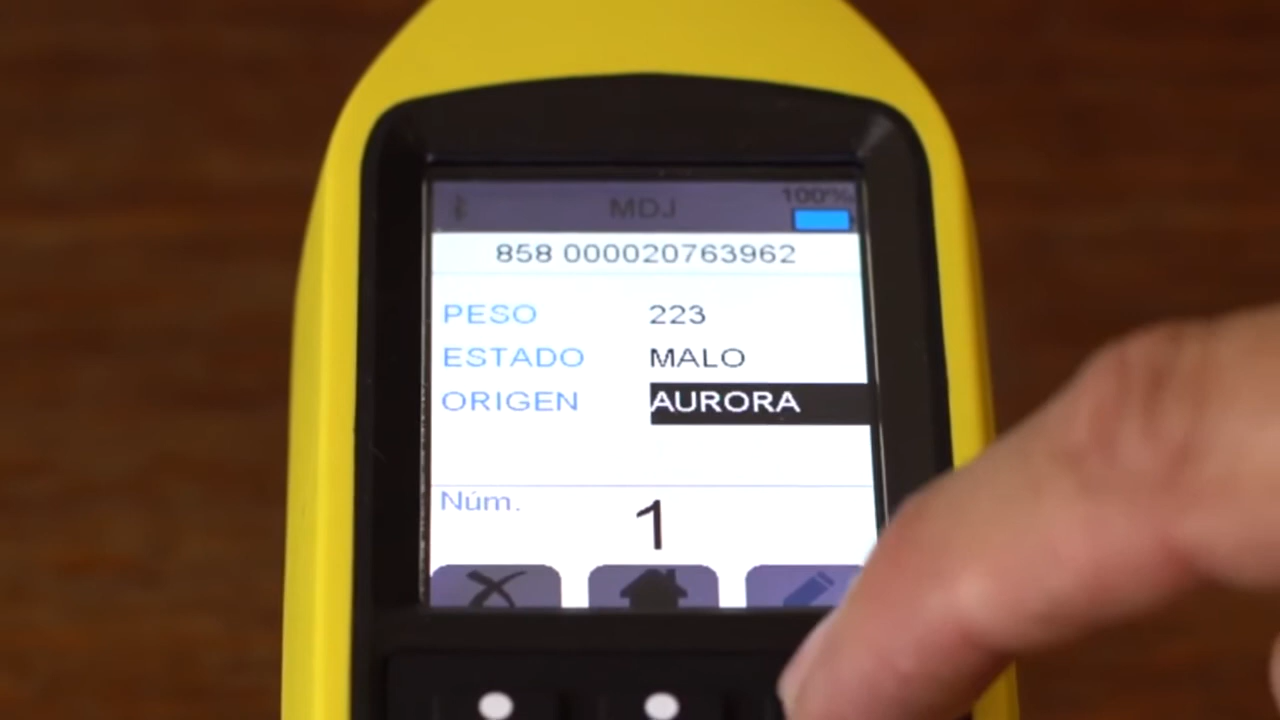 MDJ 100%
858 000020763962
PESO 223
ESTADO MALO
ORIGEN AURORA
Núm. 1